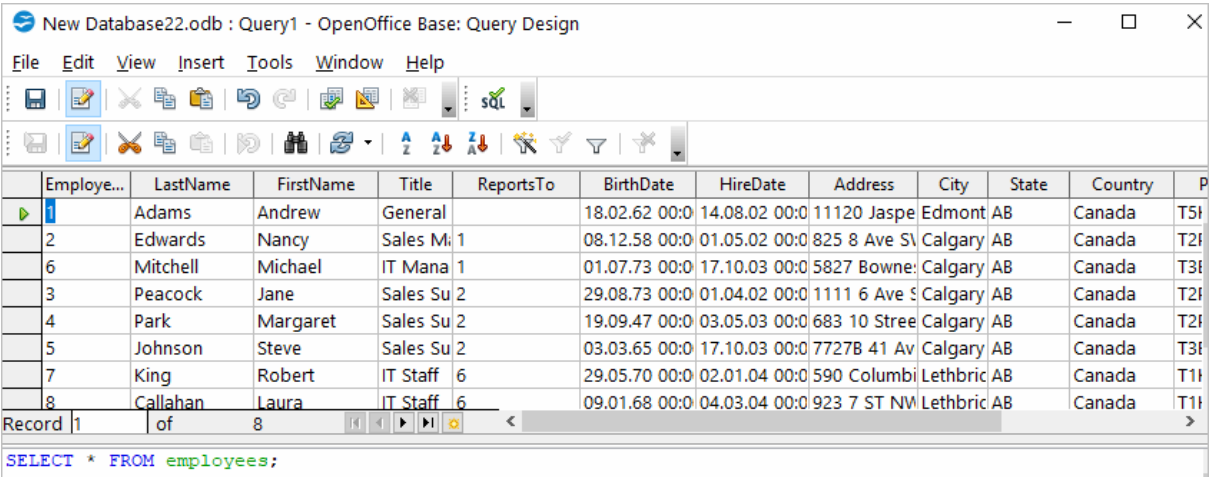 New Database22.odb : Query1 - OpenOffice Base: Query Design
File Edit View Insert Tools Window Help
SQL
Employe... LastName FirstName Title ReportsTo BirthDate HireDate Address City State Country P
1 Adams Andrew General 18.02.62 00:0 14.08.02 00:0 11120 Jaspe Edmont AB Canada T5H
2 Edwards Nancy Sales Ma 1 08.12.58 00:0 01.05.02 00:0 825 8 Ave SW Calgary AB Canada T2P
6 Mitchell Michael IT Mana 1 01.07.73 00:0 17.10.03 00:0 5827 Bownes Calgary AB Canada T3B
3 Peacock Jane Sales Su 2 29.08.73 00:0 01.04.02 00:0 1111 6 Ave S Calgary AB Canada T2P
4 Park Margaret Sales Su 2 19.09.47 00:0 03.05.03 00:0 683 10 Stree Calgary AB Canada T2P
5 Johnson Steve Sales Su 2 03.03.65 00:0 17.10.03 00:0 7727B 41 Av Calgary AB Canada T3B
7 King Robert IT Staff 6 29.05.70 00:0 02.01.04 00:0 590 Columbi Lethbric AB Canada T1K
8 Callahan Laura IT Staff 6 09.01.68 00:0 04.03.04 00:0 923 7 ST NW Lethbric AB Canada T1H
Record 1 of 8
SELECT * FROM employees;